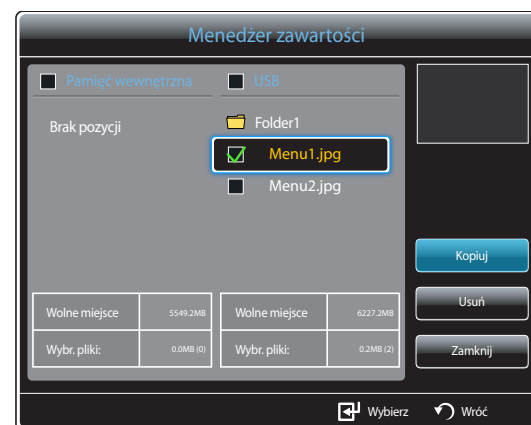 Menedżer zawartości
Pamięć wewnętrzna
USB
Brak pozycji
Folder1
Menu1.jpg
Menu2.jpg
Kopiuj
Usuń
Zamknij
Wolne miejsce 5549.2MB
Wybr. pliki: 0.0MB (0)
Wolne miejsce 6227.2MB
Wybr. pliki: 0.2MB (2)
Wybierz Wróć